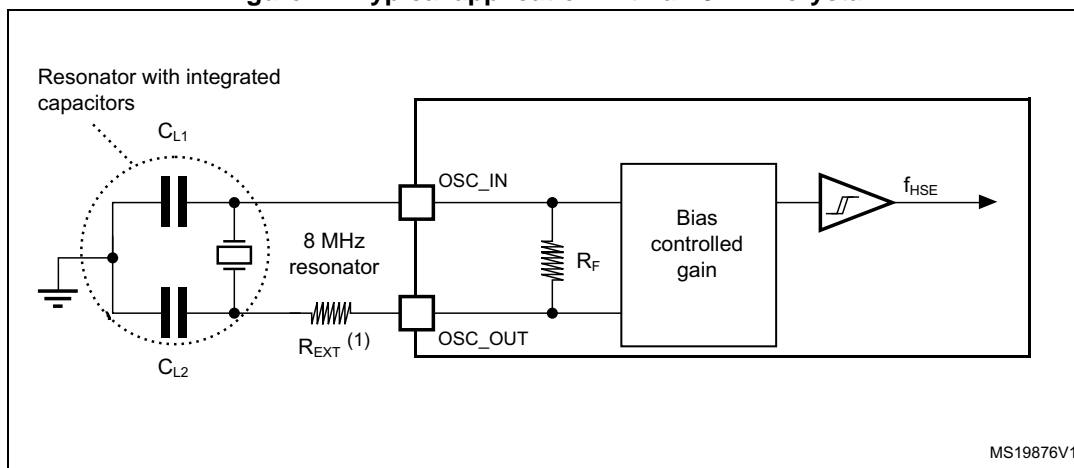 Resonator with integrated
capacitors
CL1
OSC_IN
fHSE
8 MHz
resonator
RF
Bias
controlled
gain
REXT (1)
OSC_OUT
CL2
MS19876V1